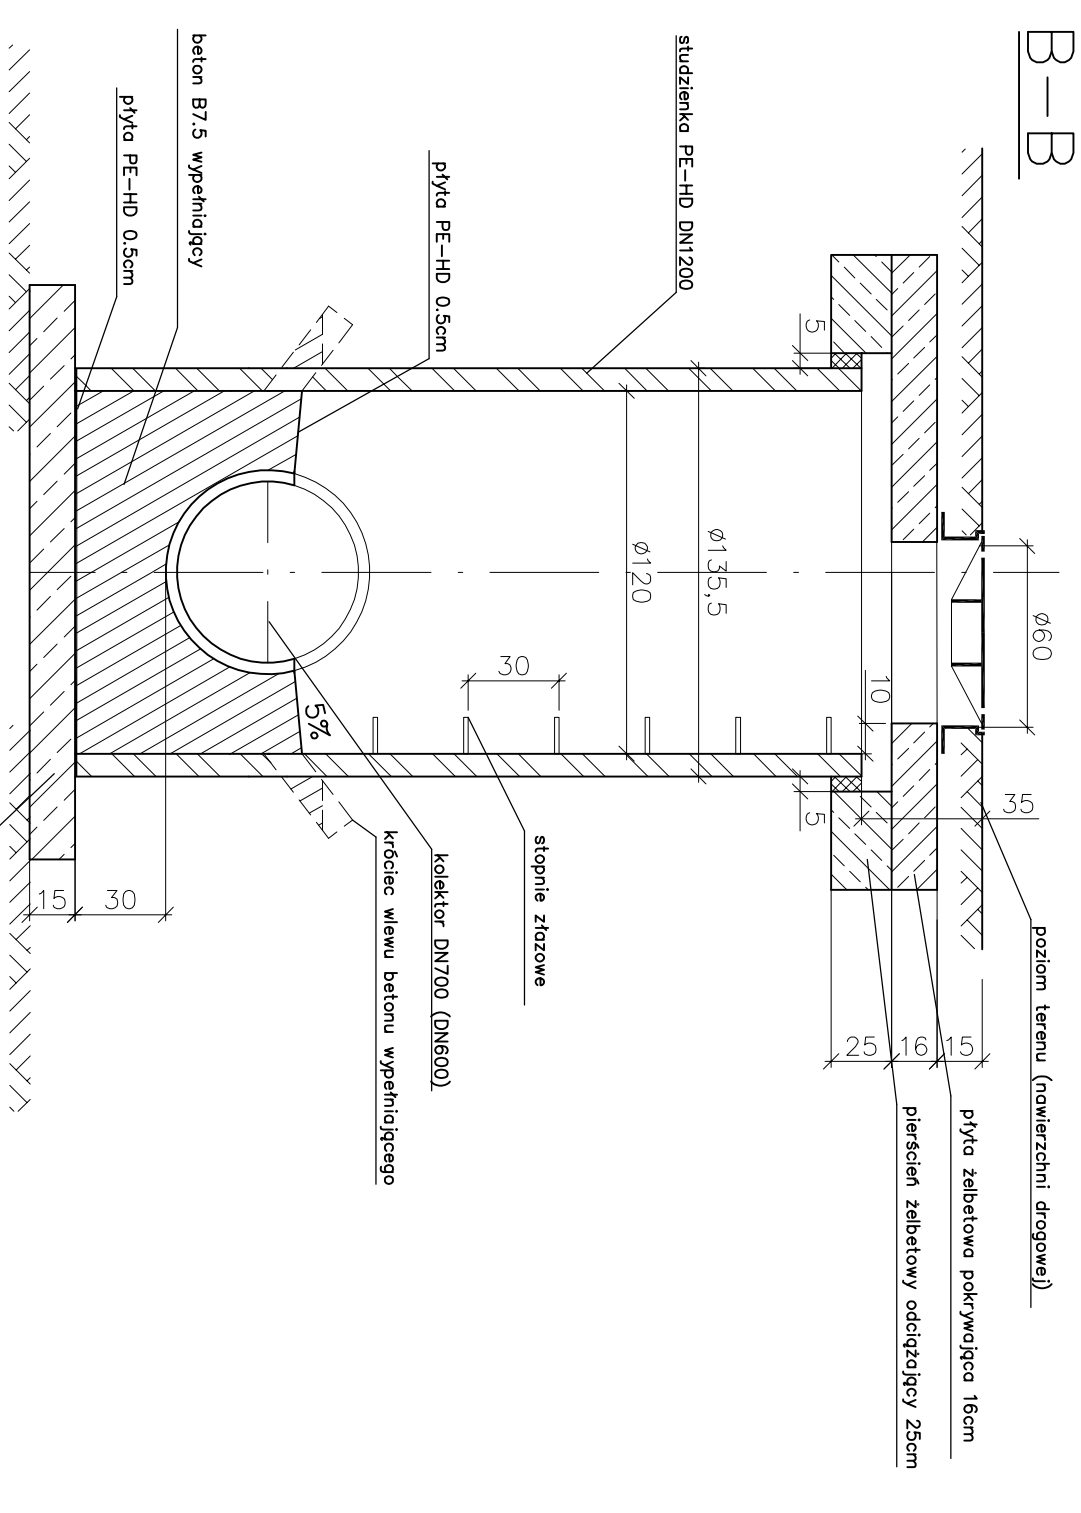 B—B
Ø60
poziom terenu (nawierzchni drogowej)
płyta żelbetowa pokrywająca 16cm
pierścień żelbetowy odciążający 25cm
35
10
15
16
25
5
5
studzienka PE-HD DN1200
Ø135,5
Ø120
30
stopnie złazowe
płyta PE-HD 0.5cm
kolektor DN700 (DN600)
króciec wlewu betonu wypełniającego
5%
beton B7.5 wypełniający
płyta PE-HD 0.5cm
30
15